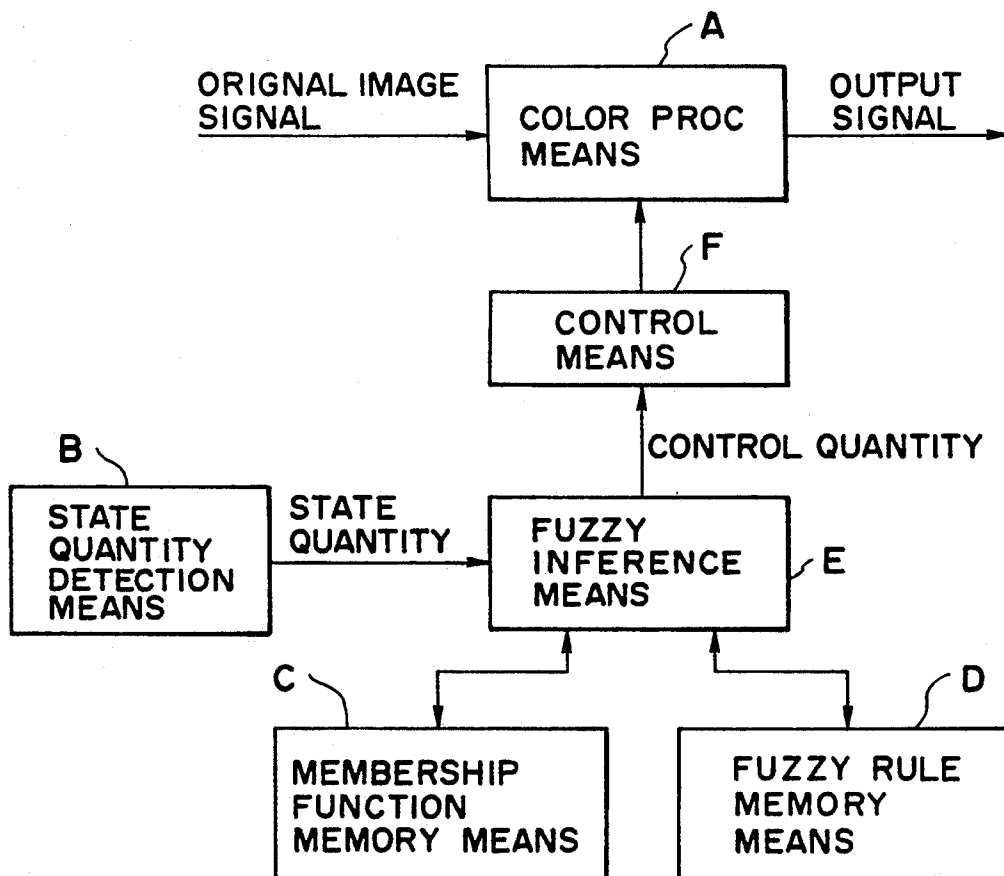 A
ORIGNAL IMAGE
SIGNAL
COLOR PROC
MEANS
OUTPUT
SIGNAL
F
CONTROL
MEANS
CONTROL QUANTITY
B
STATE
QUANTITY
DETECTION
MEANS
STATE
QUANTITY
FUZZY
INFERENCE
MEANS
E
C
MEMBERSHIP
FUNCTION
MEMORY MEANS
D
FUZZY RULE
MEMORY
MEANS